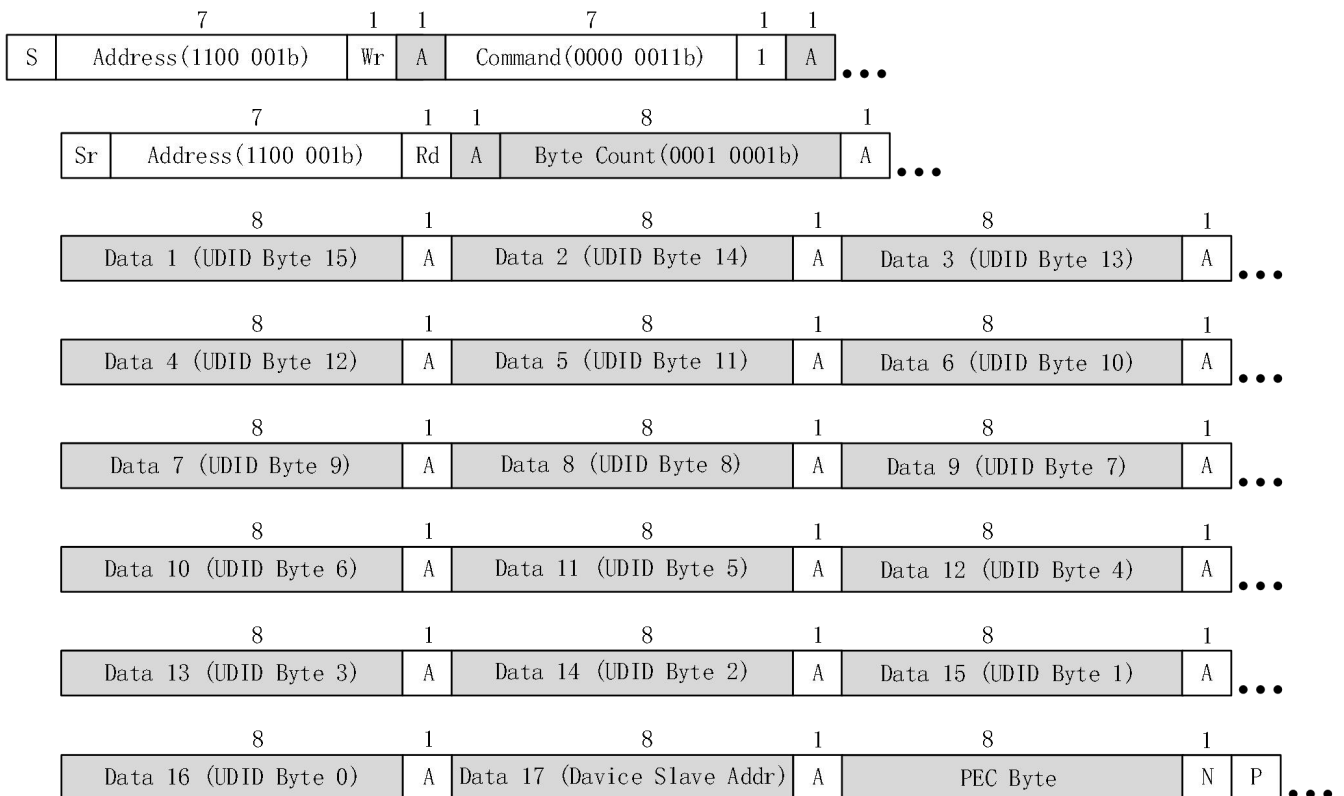 7 1 1 7 1 1
S Address(1100 001b) Wr A Command(0000 0011b) 1 A •••
7 1 1 8 1
Sr Address(1100 001b) Rd A Byte Count(0001 0001b) A •••
8 1 8 1 8 1
Data 1 (UDID Byte 15) A Data 2 (UDID Byte 14) A Data 3 (UDID Byte 13) A •••
8 1 8 1 8 1
Data 4 (UDID Byte 12) A Data 5 (UDID Byte 11) A Data 6 (UDID Byte 10) A •••
8 1 8 1 8 1
Data 7 (UDID Byte 9) A Data 8 (UDID Byte 8) A Data 9 (UDID Byte 7) A •••
8 1 8 1 8 1
Data 10 (UDID Byte 6) A Data 11 (UDID Byte 5) A Data 12 (UDID Byte 4) A •••
8 1 8 1 8 1
Data 13 (UDID Byte 3) A Data 14 (UDID Byte 2) A Data 15 (UDID Byte 1) A •••
8 1 8 1 8 1
Data 16 (UDID Byte 0) A Data 17 (Davice Slave Addr) A PEC Byte N P •••